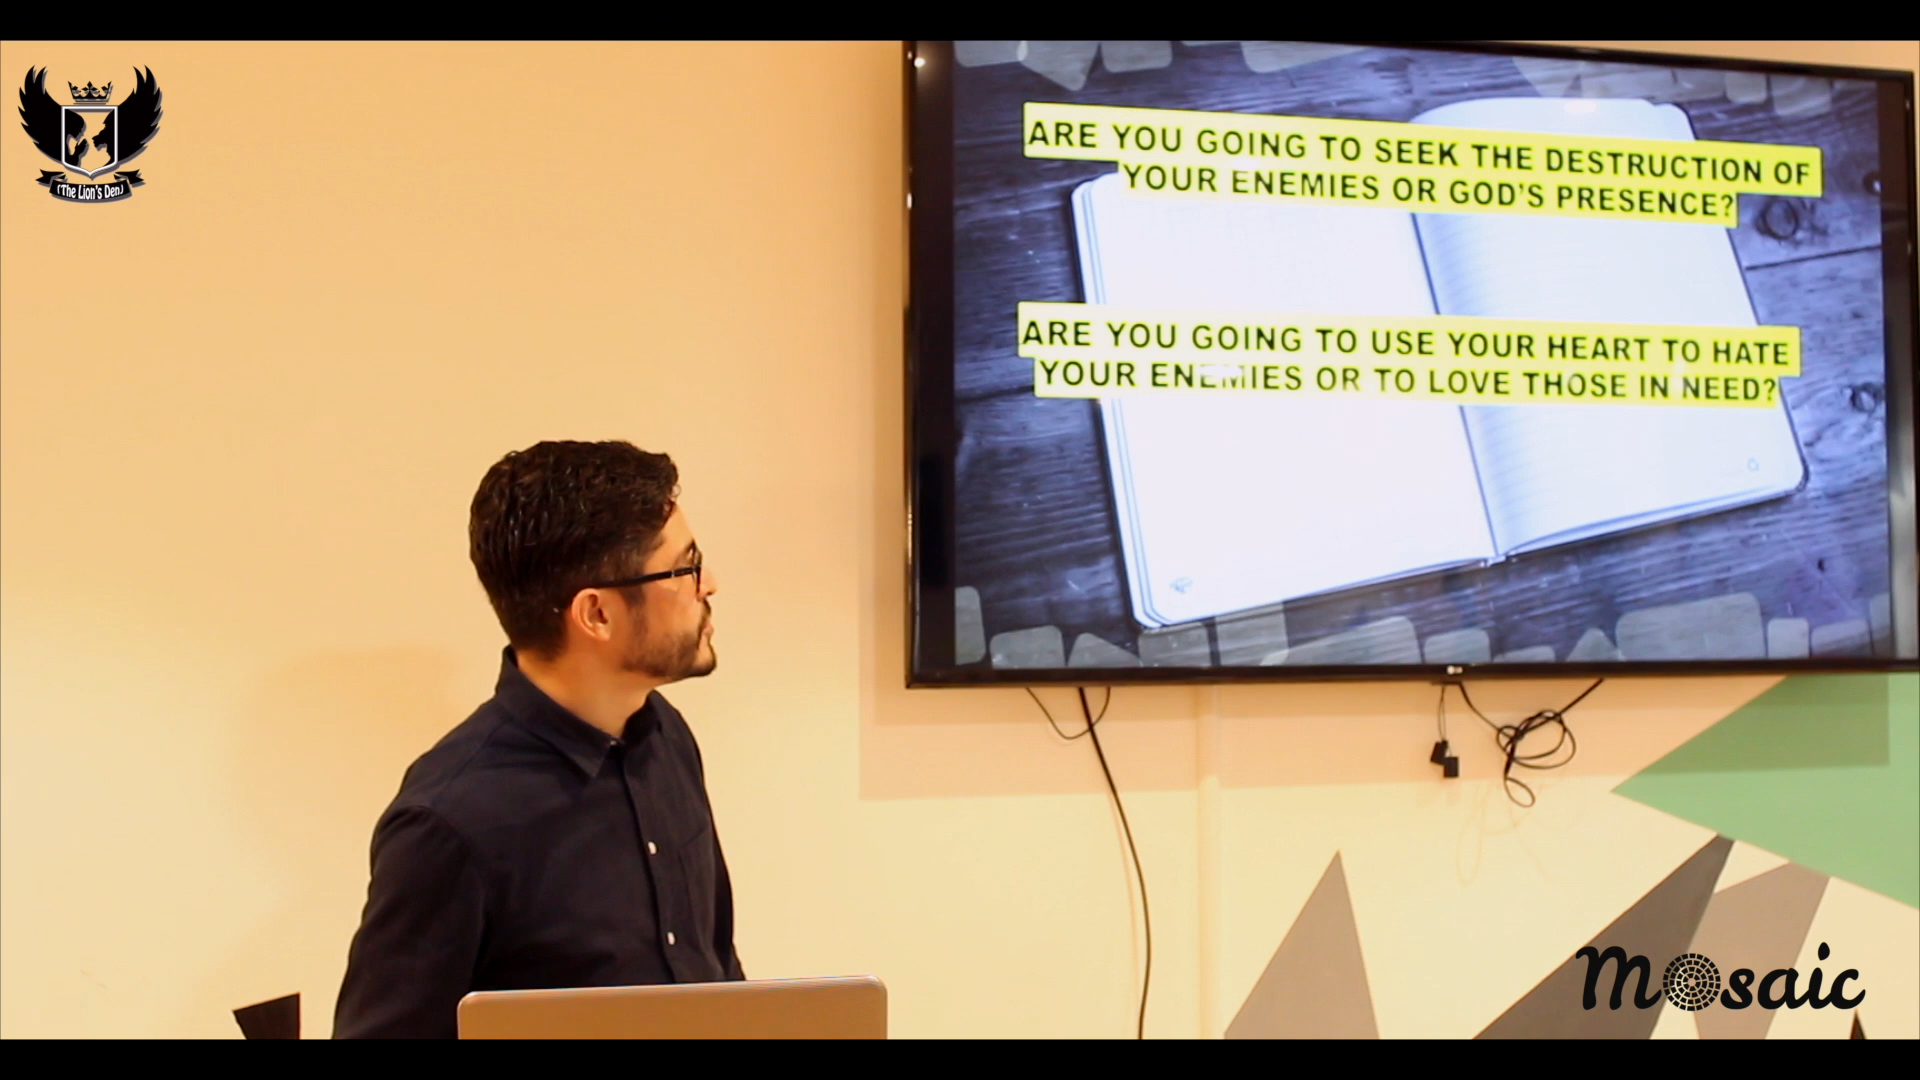 (The Lion's Den)
ARE YOU GOING TO SEEK THE DESTRUCTION OF
YOUR ENEMIES OR GOD'S PRESENCE?
ARE YOU GOING TO USE YOUR HEART TO HATE
YOUR ENEMIES OR TO LOVE THOSE IN NEED?
LG
Mosaic